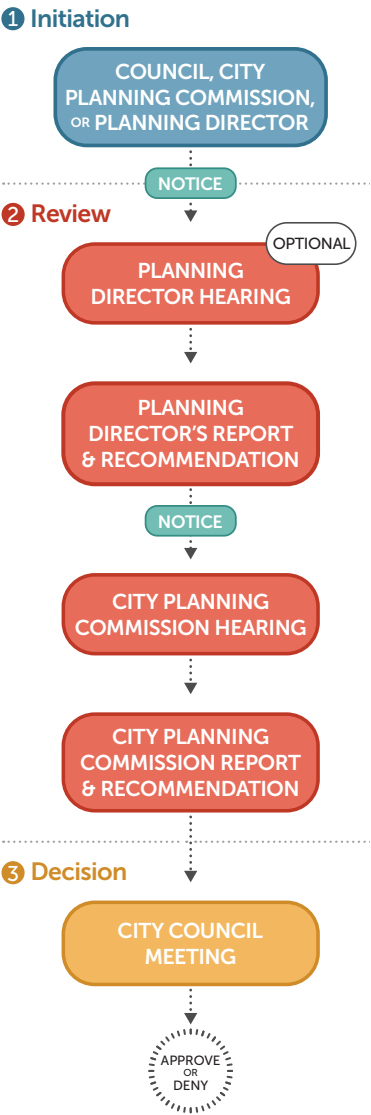 1 Initiation
COUNCIL, CITY
PLANNING COMMISSION,
OR PLANNING DIRECTOR
NOTICE
2 Review
OPTIONAL
PLANNING
DIRECTOR HEARING
PLANNING
DIRECTOR'S REPORT
& RECOMMENDATION
NOTICE
CITY PLANNING
COMMISSION HEARING
CITY PLANNING
COMMISSION REPORT
& RECOMMENDATION
3 Decision
CITY COUNCIL
MEETING
APPROVE
OR
DENY